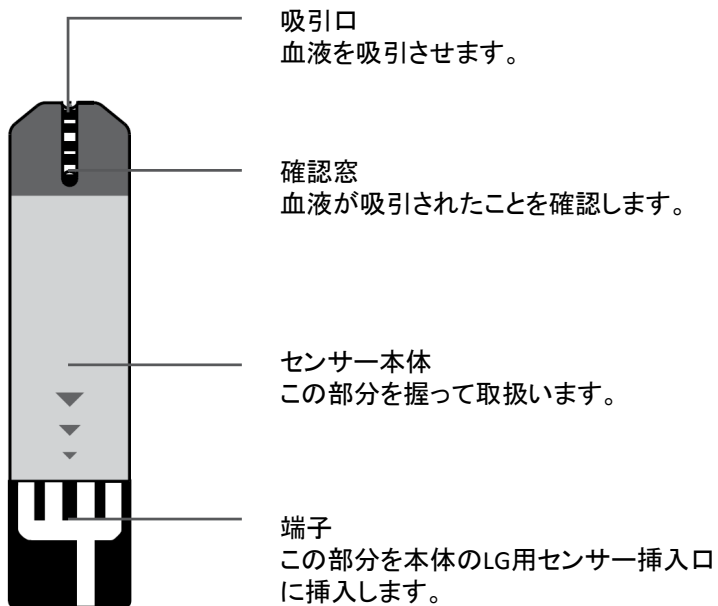 吸引口
血液を吸引させます。
確認窓
血液が吸引されたことを確認します。
センサー本体
この部分を握って取扱います。
端子
この部分を本体のLG用センサー挿入口
に挿入します。